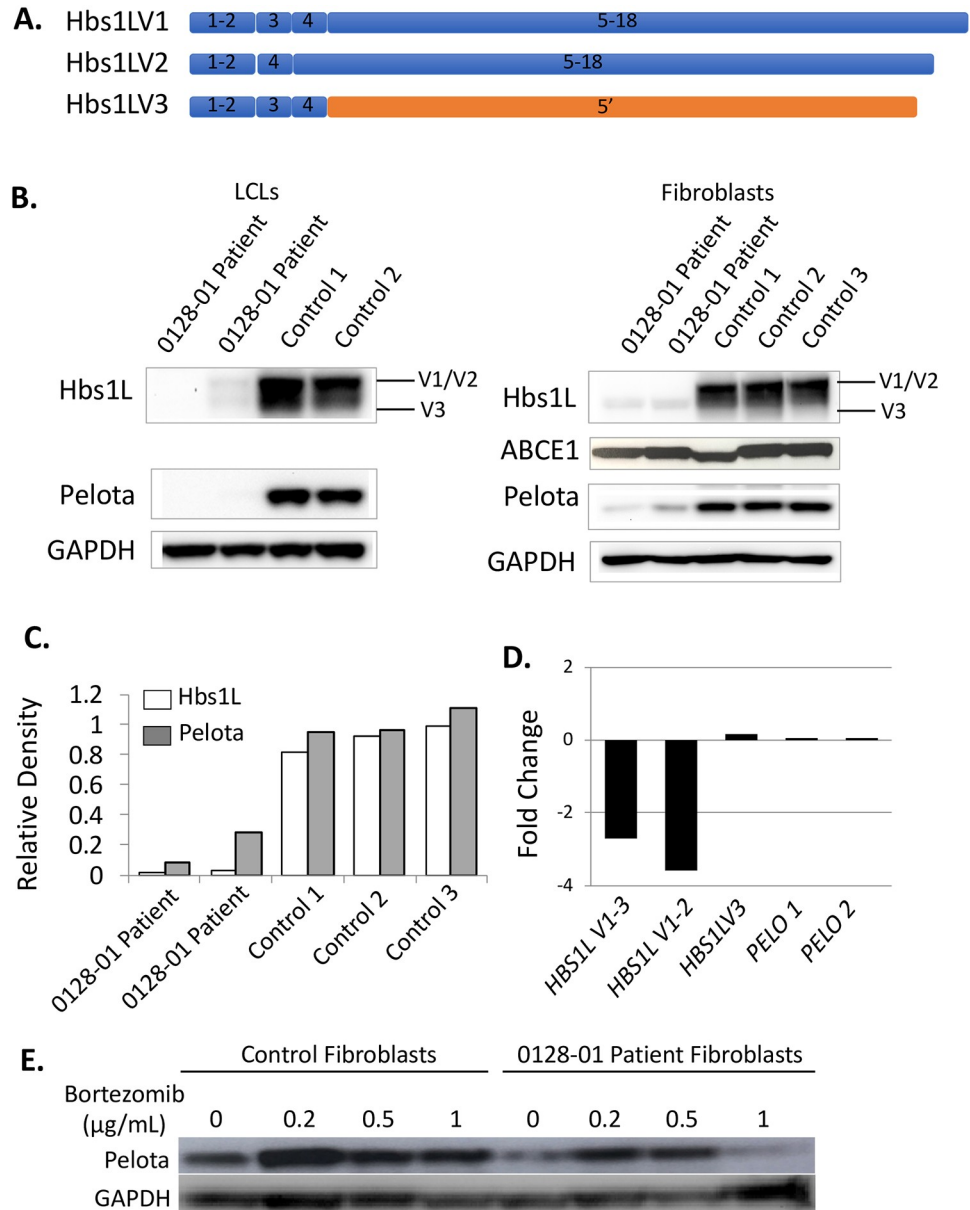 A.
Hbs1LV1 1-2 3 4 5-18
Hbs1LV2 1-2 4 5-18
Hbs1LV3 1-2 3 4 5’
B.
LCLs
0128-01 Patient
0128-01 Patient
Control 1
Control 2
Hbs1L
V1/V2
V3
Pelota
GAPDH
Fibroblasts
0128-01 Patient
0128-01 Patient
Control 1
Control 2
Control 3
Hbs1L
V1/V2
V3
ABCE1
Pelota
GAPDH
C.
Relative Density
1.2
1
0.8
0.6
0.4
0.2
0
Hbs1L
Pelota
0128-01 Patient
0128-01 Patient
Control 1
Control 2
Control 3
D.
Fold Change
2
0
-2
-4
HBS1L V1-3
HBS1L V1-2
HBS1LV3
PELO 1
PELO 2
E.
Control Fibroblasts 0128-01 Patient Fibroblasts
Bortezomib
(µg/mL) 0 0.2 0.5 1 0 0.2 0.5 1
Pelota
GAPDH